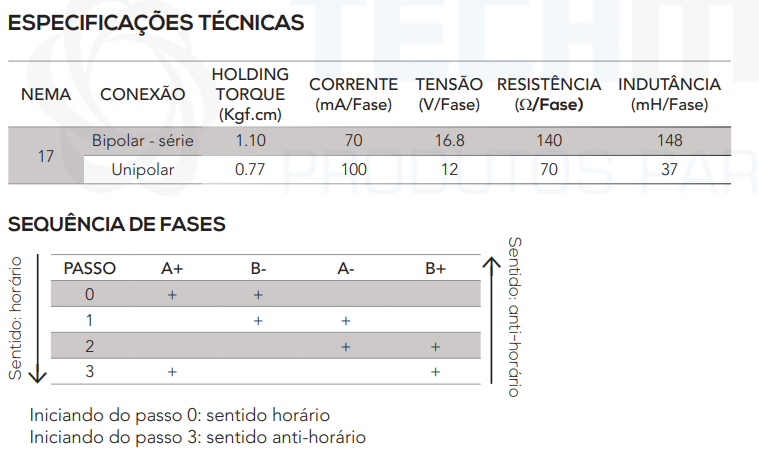 ESPECIFICAÇÕES TÉCNICAS
TECHM
NEMA CONEXÃO HOLDING TORQUE (Kgf.cm) CORRENTE (mA/Fase) TENSÃO (V/Fase) RESISTÊNCIA (Ω/Fase) INDUTÂNCIA (mH/Fase)
17 Bipolar - série 1.10 70 16.8 140 148
Unipolar 0.77 100 12 70 37
PRODUTOS PAR
SEQUÊNCIA DE FASES
Sentido: horário
PASSO A+ B- A- B+
0 + +
1 + +
2 + +
3 + +
Sentido: anti-horário
Iniciando do passo 0: sentido horário
Iniciando do passo 3: sentido anti-horário